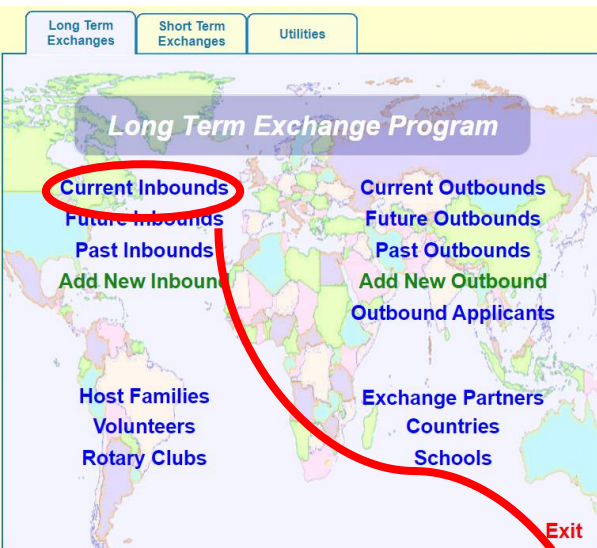 Long Term
Exchanges
Short Term
Exchanges
Utilities
Long Term Exchange Program
Current Inbounds
Future Inbounds
Past Inbounds
Add New Inbound
Current Outbounds
Future Outbounds
Past Outbounds
Add New Outbound
Outbound Applicants
Host Families
Volunteers
Rotary Clubs
Exchange Partners
Countries
Schools
Exit